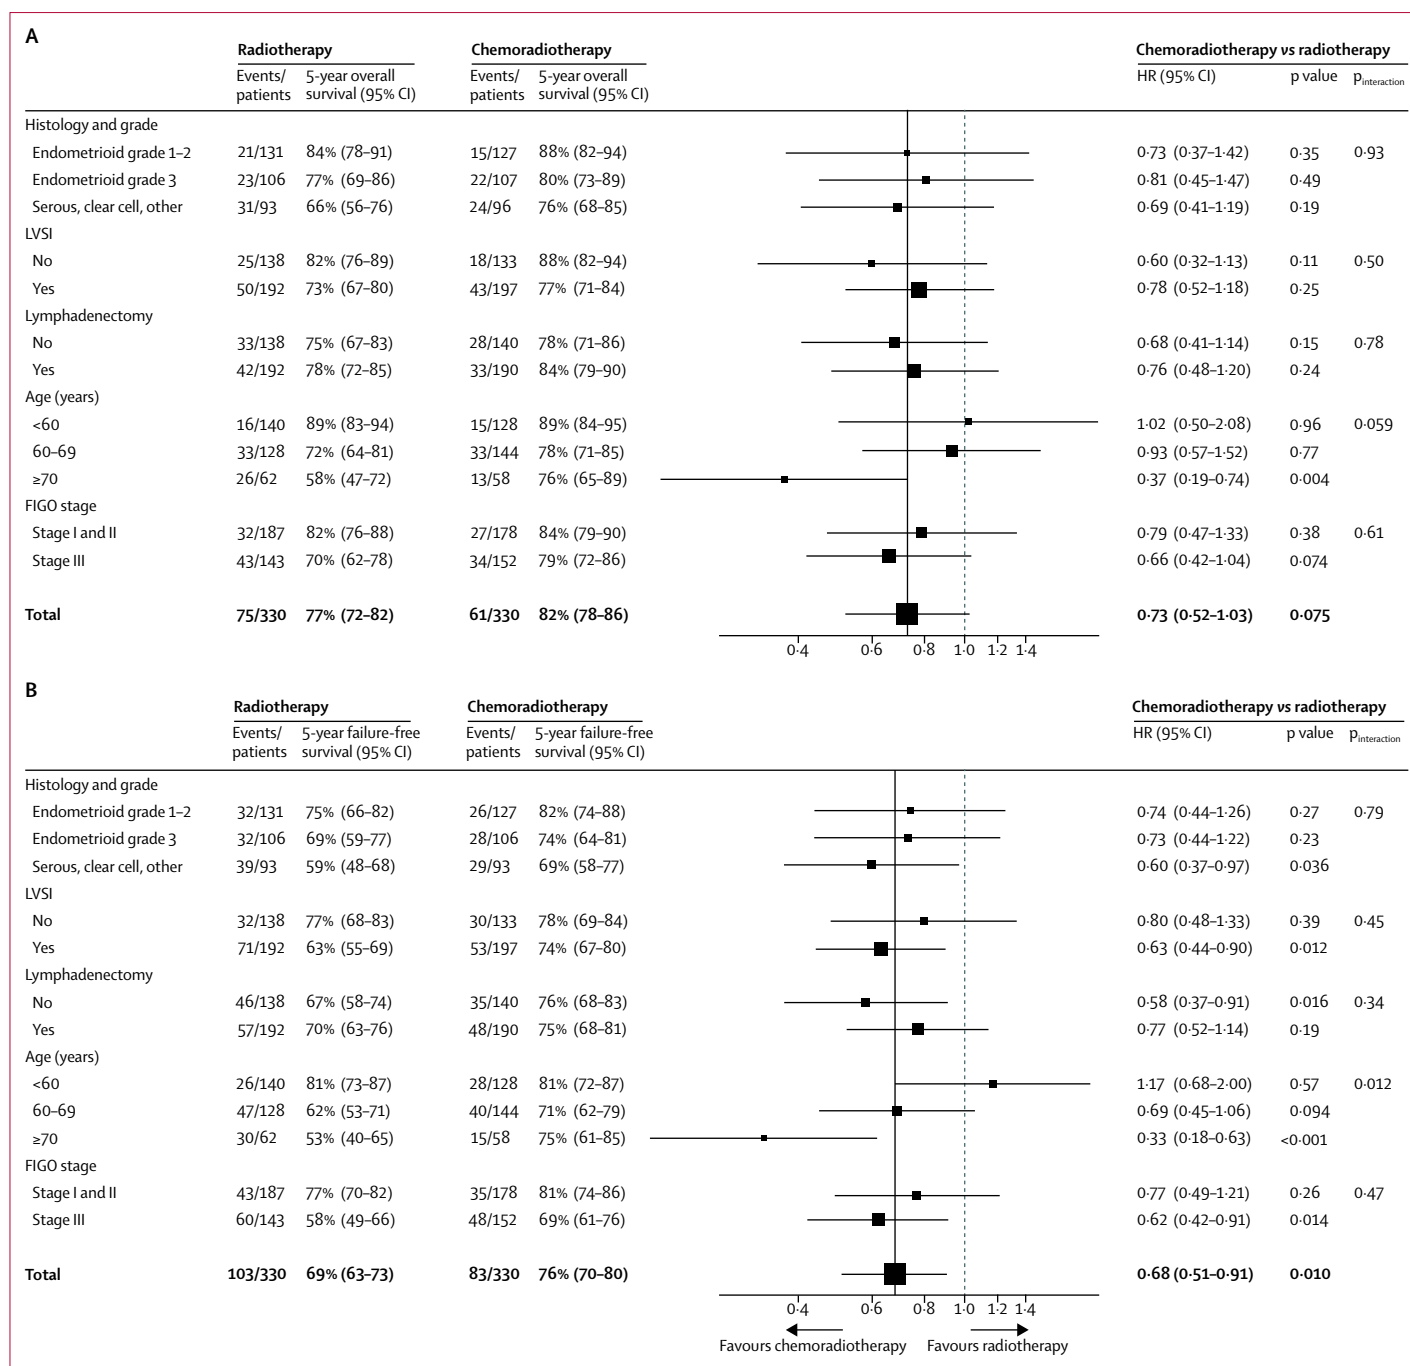 A
Radiotherapy Chemoradiotherapy Chemoradiotherapy vs radiotherapy
Events/ 5-year overall Events/ 5-year overall HR (95% CI) p value pinteraction
patients survival (95% CI) patients survival (95% CI)
Histology and grade
Endometrioid grade 1–2 21/131 84% (78–91) 15/127 88% (82–94) 0·73 (0·37–1·42) 0·35 0·93
Endometrioid grade 3 23/106 77% (69–86) 22/107 80% (73–89) 0·81 (0·45–1·47) 0·49
Serous, clear cell, other 31/93 66% (56–76) 24/96 76% (68–85) 0·69 (0·41–1·19) 0·19
LVSI
No 25/138 82% (76–89) 18/133 88% (82–94) 0·60 (0·32–1·13) 0·11 0·50
Yes 50/192 73% (67–80) 43/197 77% (71–84) 0·78 (0·52–1·18) 0·25
Lymphadenectomy
No 33/138 75% (67–83) 28/140 78% (71–86) 0·68 (0·41–1·14) 0·15 0·78
Yes 42/192 78% (72–85) 33/190 84% (79–90) 0·76 (0·48–1·20) 0·24
Age (years)
<60 16/140 89% (83–94) 15/128 89% (84–95) 1·02 (0·50–2·08) 0·96 0·059
60–69 33/128 72% (64–81) 33/144 78% (71–85) 0·93 (0·57–1·52) 0·77
≥70 26/62 58% (47–72) 13/58 76% (65–89) 0·37 (0·19–0·74) 0·004
FIGO stage
Stage I and II 32/187 82% (76–88) 27/178 84% (79–90) 0·79 (0·47–1·33) 0·38 0·61
Stage III 43/143 70% (62–78) 34/152 79% (72–86) 0·66 (0·42–1·04) 0·074
Total 75/330 77% (72–82) 61/330 82% (78–86) 0·73 (0·52–1·03) 0·075
0·4 0·6 0·8 1·0 1·2 1·4
B
Radiotherapy Chemoradiotherapy Chemoradiotherapy vs radiotherapy
Events/ 5-year failure-free Events/ 5-year failure-free HR (95% CI) p value pinteraction
patients survival (95% CI) patients survival (95% CI)
Histology and grade
Endometrioid grade 1–2 32/131 75% (66–82) 26/127 82% (74–88) 0·74 (0·44–1·26) 0·27 0·79
Endometrioid grade 3 32/106 69% (59–77) 28/106 74% (64–81) 0·73 (0·44–1·22) 0·23
Serous, clear cell, other 39/93 59% (48–68) 29/93 69% (58–77) 0·60 (0·37–0·97) 0·036
LVSI
No 32/138 77% (68–83) 30/133 78% (69–84) 0·80 (0·48–1·33) 0·39 0·45
Yes 71/192 63% (55–69) 53/197 74% (67–80) 0·63 (0·44–0·90) 0·012
Lymphadenectomy
No 46/138 67% (58–74) 35/140 76% (68–83) 0·58 (0·37–0·91) 0·016 0·34
Yes 57/192 70% (63–76) 48/190 75% (68–81) 0·77 (0·52–1·14) 0·19
Age (years)
<60 26/140 81% (73–87) 28/128 81% (72–87) 1·17 (0·68–2·00) 0·57 0·012
60–69 47/128 62% (53–71) 40/144 71% (62–79) 0·69 (0·45–1·06) 0·094
≥70 30/62 53% (40–65) 15/58 75% (61–85) 0·33 (0·18–0·63) <0·001
FIGO stage
Stage I and II 43/187 77% (70–82) 35/178 81% (74–86) 0·77 (0·49–1·21) 0·26 0·47
Stage III 60/143 58% (49–66) 48/152 69% (61–76) 0·62 (0·42–0·91) 0·014
Total 103/330 69% (63–73) 83/330 76% (70–80) 0·68 (0·51–0·91) 0·010
0·4 0·6 0·8 1·0 1·2 1·4
Favours chemoradiotherapy Favours radiotherapy